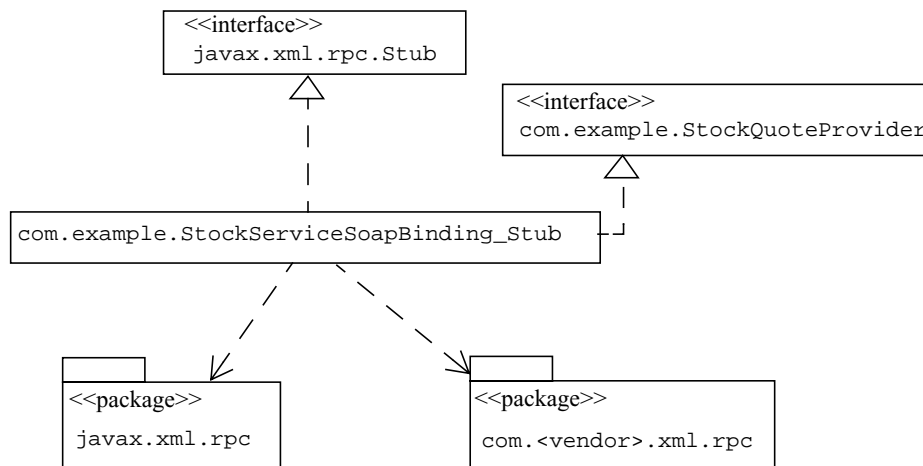 <<interface>>
javax.xml.rpc.Stub
<<interface>>
com.example.StockQuoteProvider
com.example.StockServiceSoapBinding_Stub
<<package>>
javax.xml.rpc
<<package>>
com.<vendor>.xml.rpc